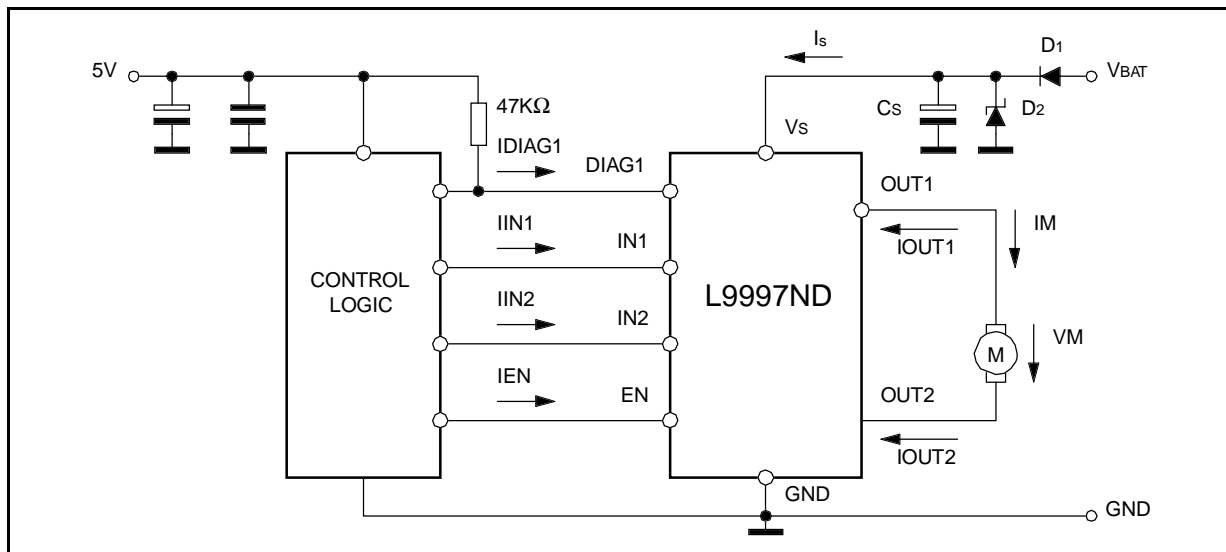 Is
D1
5V
VBAT
47KΩ
CS
D2
VS
IDIAG1
DIAG1
OUT1
IM
IIN1
IN1
IOUT1
CONTROL
LOGIC
L9997ND
IIN2
IN2
VM
M
IEN
EN
OUT2
IOUT2
GND
GND